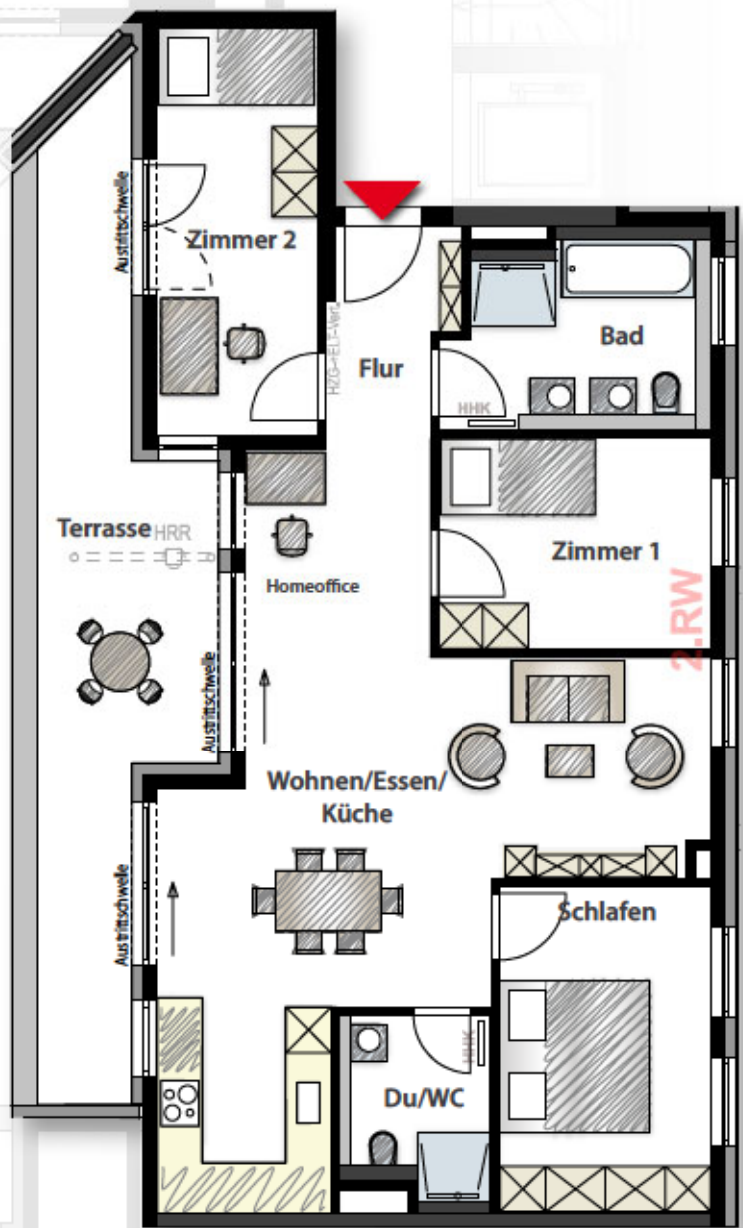 Austrittschwelle
Zimmer 2
HZG-+ELT-Vert.
Flur
Bad
HHK
Terrasse HRR
Homeoffice
Zimmer 1
2.RW
Austrittschwelle
Wohnen/Essen/
Küche
Austrittschwelle
Schlafen
HHK
Du/WC